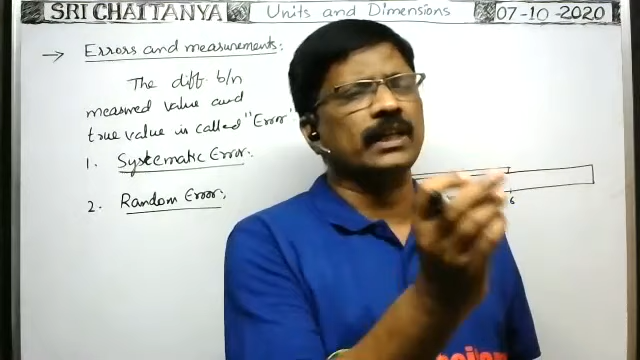 SRI CHAITANYA Units and Dimensions 07-10-2020
→ Errors and measurements:
The diff. b/n
measured value and
true value is called "Error"
1. Systematic Error:
2. Random Error:
6